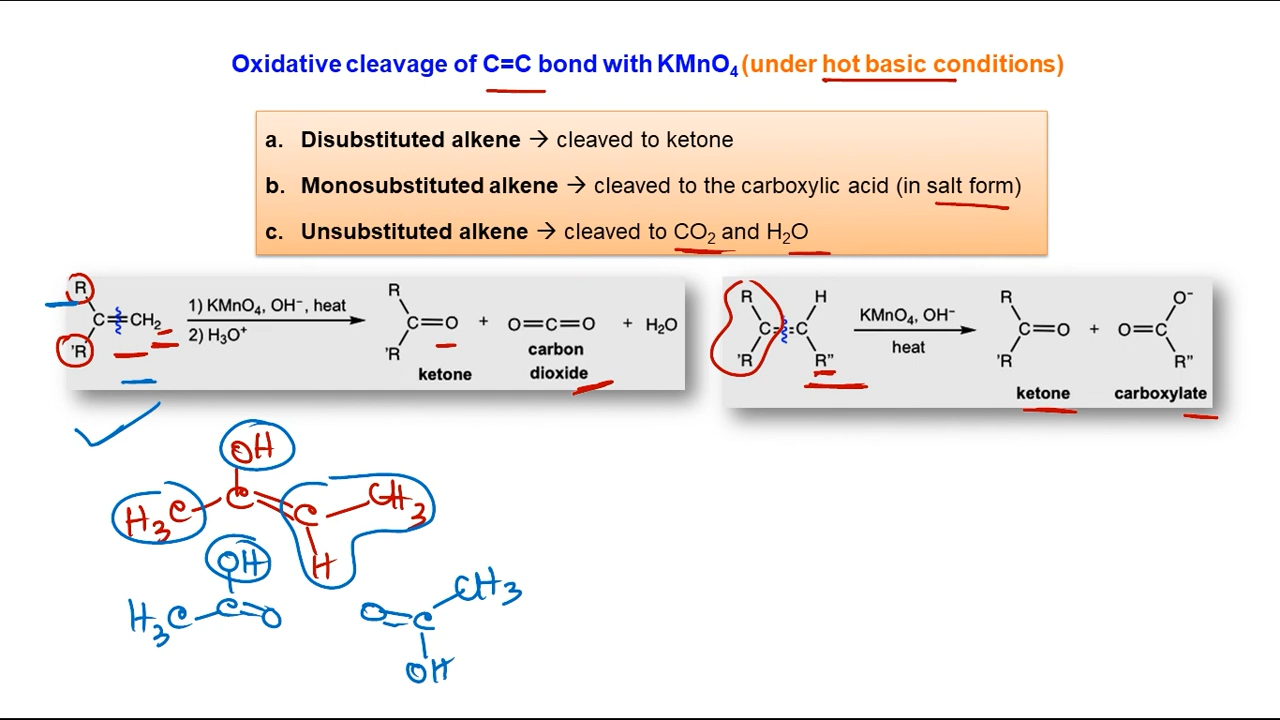 Oxidative cleavage of C=C bond with KMnO₄ (under hot basic conditions)
a. Disubstituted alkene → cleaved to ketone
b. Monosubstituted alkene → cleaved to the carboxylic acid (in salt form)
c. Unsubstituted alkene → cleaved to CO₂ and H₂O
R
'R
C=CH₂
1) KMnO₄, OH⁻, heat
2) H₃O⁺
R
'R
C=O
+ O=C=O + H₂O
ketone
carbon
dioxide
R H
C=C
'R R”
KMnO₄, OH⁻
heat
R
C=O
'R
+
O⁻
O=C
R”
ketone
carboxylate
OH
H₃C C=C CH₃
H
OH
H₃C C=O
O=C CH₃
OH